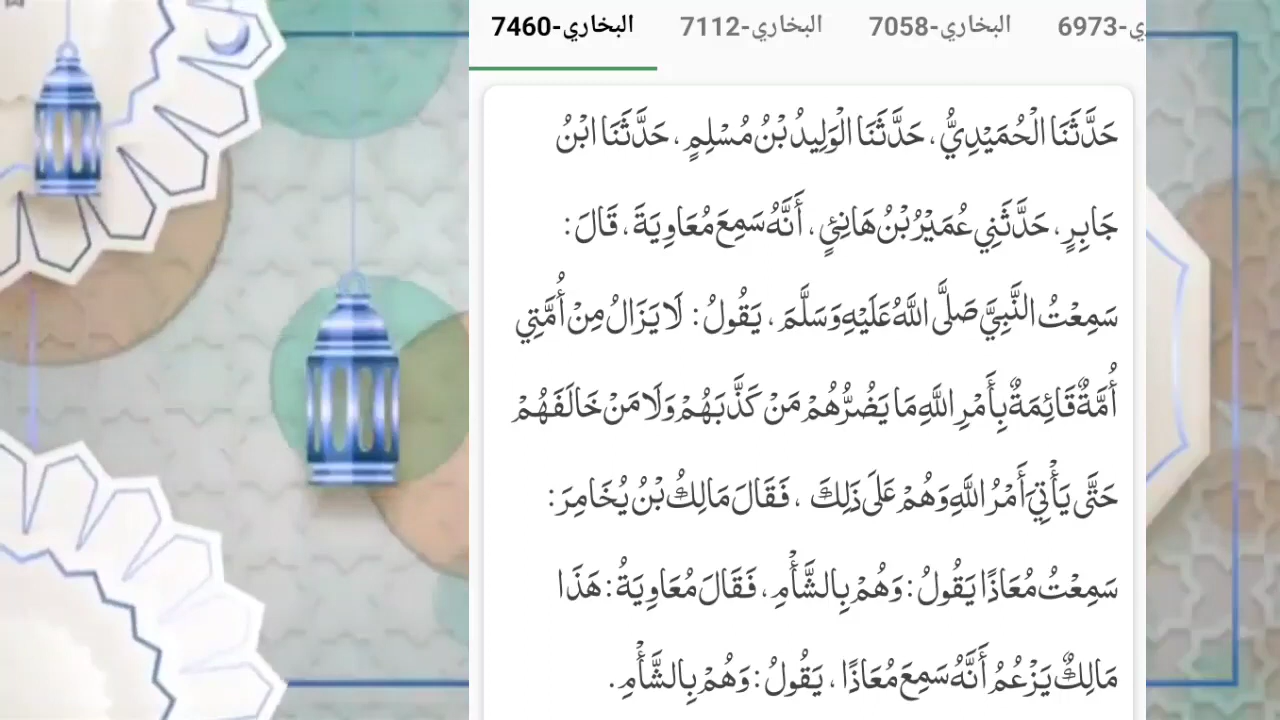 البخاري-7460 البخاري-7112 البخاري-7058 ي-6973
حَدَّثَنَا الْحُمَيْدِيُّ، حَدَّثَنَا الْوَلِيدُ بْنُ مُسْلِمٍ، حَدَّثَنَا ابْنُ
جَابِرٍ، حَدَّثَنِي عُمَيْرُ بْنُ هَانِئٍ، أَنَّهُ سَمِعَ مُعَاوِيَةَ، قَالَ:
سَمِعْتُ النَّبِيَّ صَلَّى اللَّهُ عَلَيْهِ وَسَلَّمَ، يَقُولُ: لَا يَزَالُ مِنْ أُمَّتِي
أُمَّةٌ قَائِمَةٌ بِأَمْرِ اللَّهِ مَا يَضُرُّهُمْ مَنْ كَذَّبَهُمْ وَلَا مَنْ خَالَفَهُمْ
حَتَّى يَأْتِيَ أَمْرُ اللَّهِ وَهُمْ عَلَى ذَلِكَ ، فَقَالَ مَالِكُ بْنُ يُخَامِرَ:
سَمِعْتُ مُعَاذًا يَقُولُ: وَهُمْ بِالشَّأْمِ، فَقَالَ مُعَاوِيَةُ: هَذَا
مَالِكٌ يَزْعُمُ أَنَّهُ سَمِعَ مُعَاذًا، يَقُولُ: وَهُمْ بِالشَّأْمِ.